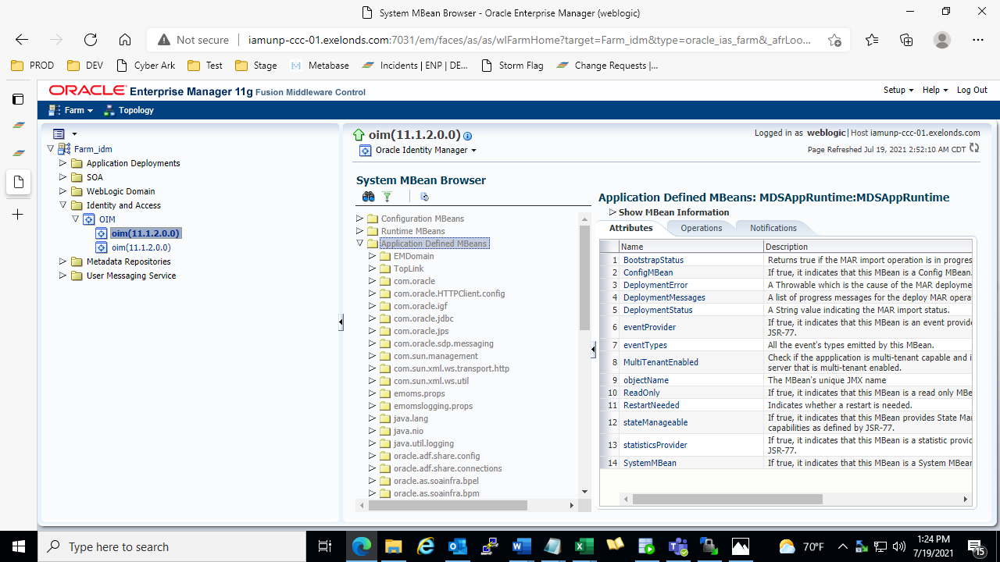 System MBean Browser - Oracle Enterprise Manager (weblogic)
Not secure
iamunp-ccc-01.exelonds.com:7031/em/faces/as/as/wlFarmHome?target=Farm_idm&type=oracle_ias_farm&_afrLoo...
PROD DEV Cyber Ark Test Stage Metabase Incidents | ENP | DE... Storm Flag Change Requests |...
ORACLE Enterprise Manager 11g Fusion Middleware Control
Setup Help Log Out
Farm Topology
Farm_idm
Application Deployments
SOA
WebLogic Domain
Identity and Access
OIM
oim(11.1.2.0.0)
oim(11.1.2.0.0)
Metadata Repositories
User Messaging Service
oim(11.1.2.0.0)
Oracle Identity Manager
Logged in as weblogic | Host iamunp-ccc-01.exelonds.com
Page Refreshed Jul 19, 2021 2:52:10 AM CDT
System MBean Browser
Configuration MBeans
Runtime MBeans
Application Defined MBeans
EMDomain
TopLink
com.oracle
com.oracle.HTTPClient.config
com.oracle.igf
com.oracle.jdbc
com.oracle.jps
com.oracle.sdp.messaging
com.sun.management
com.sun.xml.ws.transport.http
com.sun.xml.ws.util
emoms.props
emomslogging.props
java.lang
java.nio
java.util.logging
oracle.adf.share.config
oracle.adf.share.connections
oracle.as.soainfra.bpel
oracle.as.soainfra.bpm
Application Defined MBeans: MDSAppRuntime:MDSAppRuntime
Show MBean Information
Attributes Operations Notifications
Name Description
1 BootstrapStatus Returns true if the MAR import operation is in progres
2 ConfigMBean If true, it indicates that this MBean is a Config MBean.
3 DeploymentError A Throwable which is the cause of the MAR deployme
4 DeploymentMessages A list of progress messages for the deploy MAR opera
5 DeploymentStatus A String value indicating the MAR import status.
6 eventProvider If true, it indicates that this MBean is an event provide
JSR-77.
7 eventTypes All the event's types emitted by this MBean.
8 MultiTenantEnabled Check if the appplication is multi-tenant capable and i
server that is multi-tenant enabled.
9 objectName The MBean's unique JMX name
10 ReadOnly If true, it indicates that this MBean is a read only MBe
11 RestartNeeded Indicates whether a restart is needed.
12 stateManageable If true, it indicates that this MBean provides State Mar
capabilities as defined by JSR-77.
13 statisticsProvider If true, it indicates that this MBean is a statistic provid
JSR-77.
14 SystemMBean If true, it indicates that this MBean is a System MBean
Type here to search
70°F
1:24 PM
7/19/2021
15